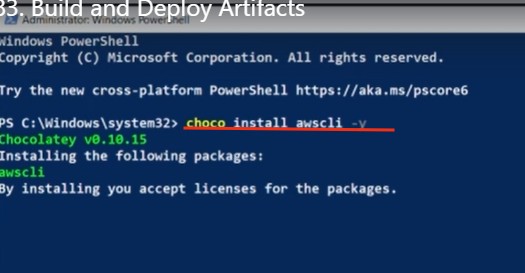 33. Build and Deploy Artifacts
Administrator: Windows PowerShell
Windows PowerShell
Copyright (C) Microsoft Corporation. All rights reserved.
Try the new cross-platform PowerShell https://aka.ms/pscore6
PS C:\Windows\system32> choco install awscli -y
Chocolatey v0.10.15
Installing the following packages:
awscli
By installing you accept licenses for the packages.